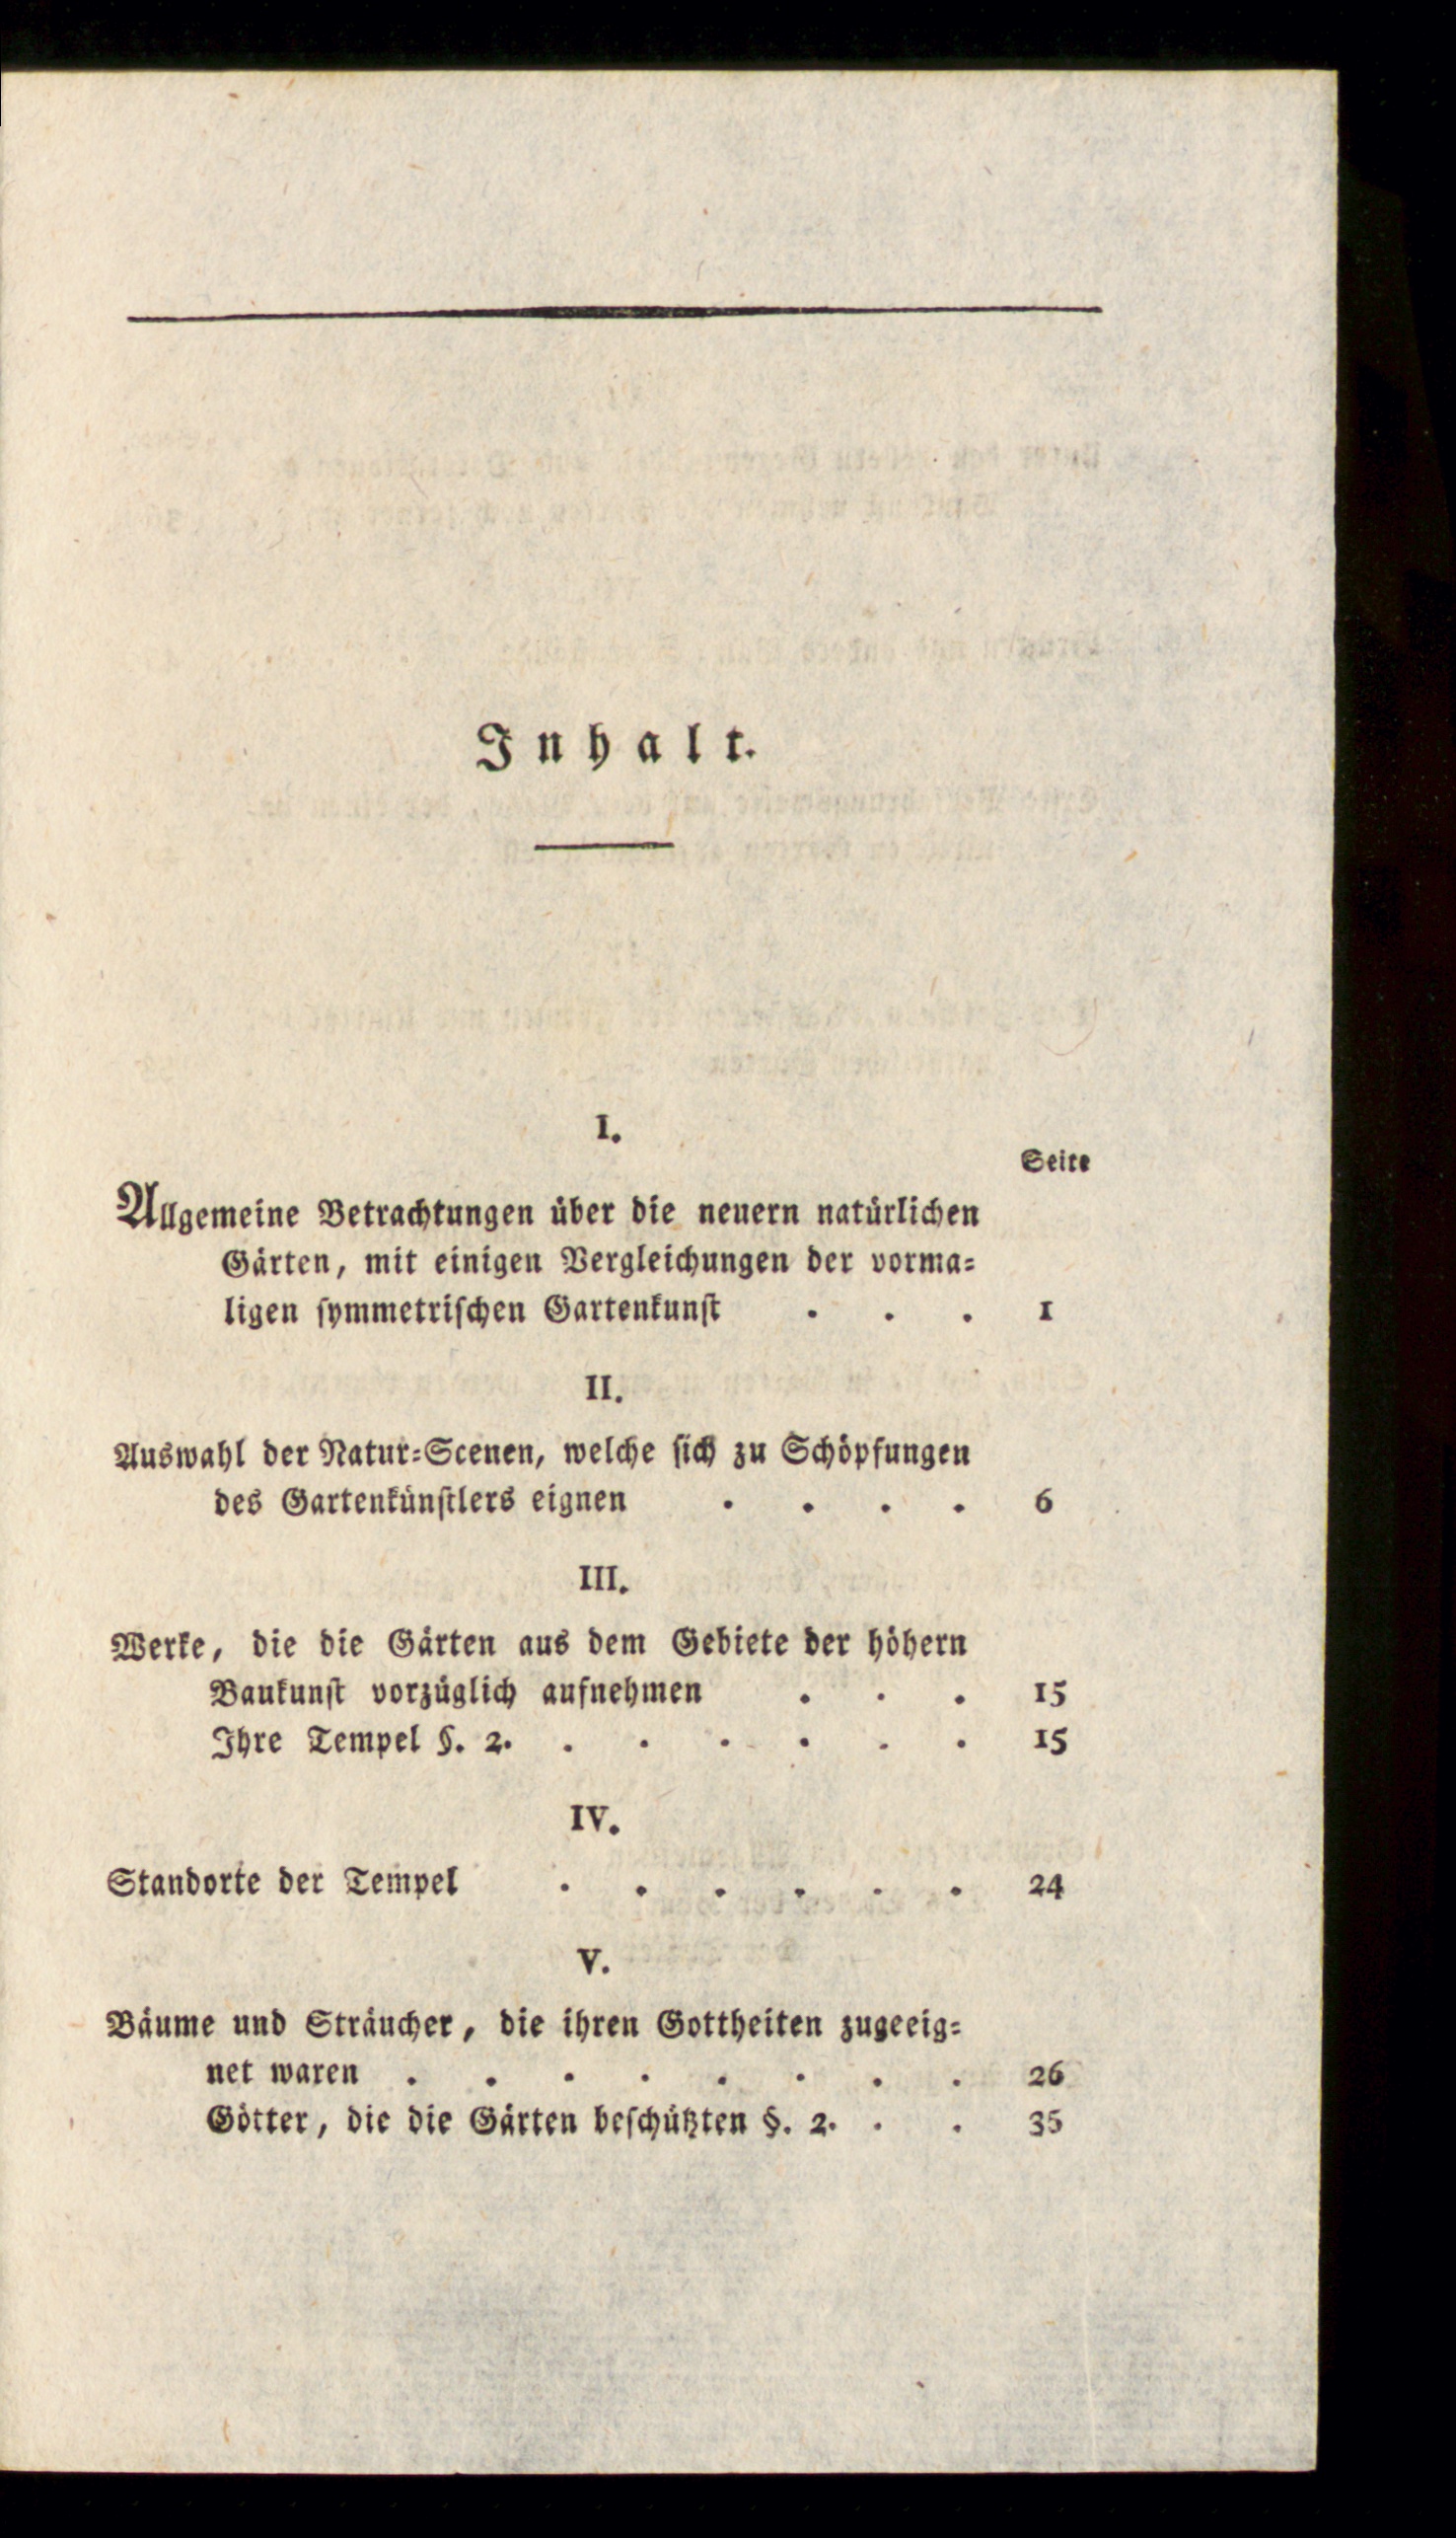 Inhalt.
I.
Seite
Allgemeine Betrachtungen über die neuern natürlichen
Gärten, mit einigen Vergleichungen der vorma-
ligen symmetrischen Gartenkunst . . . 1
II.
Auswahl der Natur-Scenen, welche sich zu Schöpfungen
des Gartenkünstlers eignen . . . . 6
III.
Werke, die die Gärten aus dem Gebiete der höhern
Baukunst vorzüglich aufnehmen . . . 15
Ihre Tempel §. 2. . . . . . . 15
IV.
Standorte der Tempel . . . . . . 24
V.
Bäume und Sträucher, die ihren Gottheiten zugeeig-
net waren . . . . . . . . 26
Götter, die die Gärten beschützten §. 2. . . 35